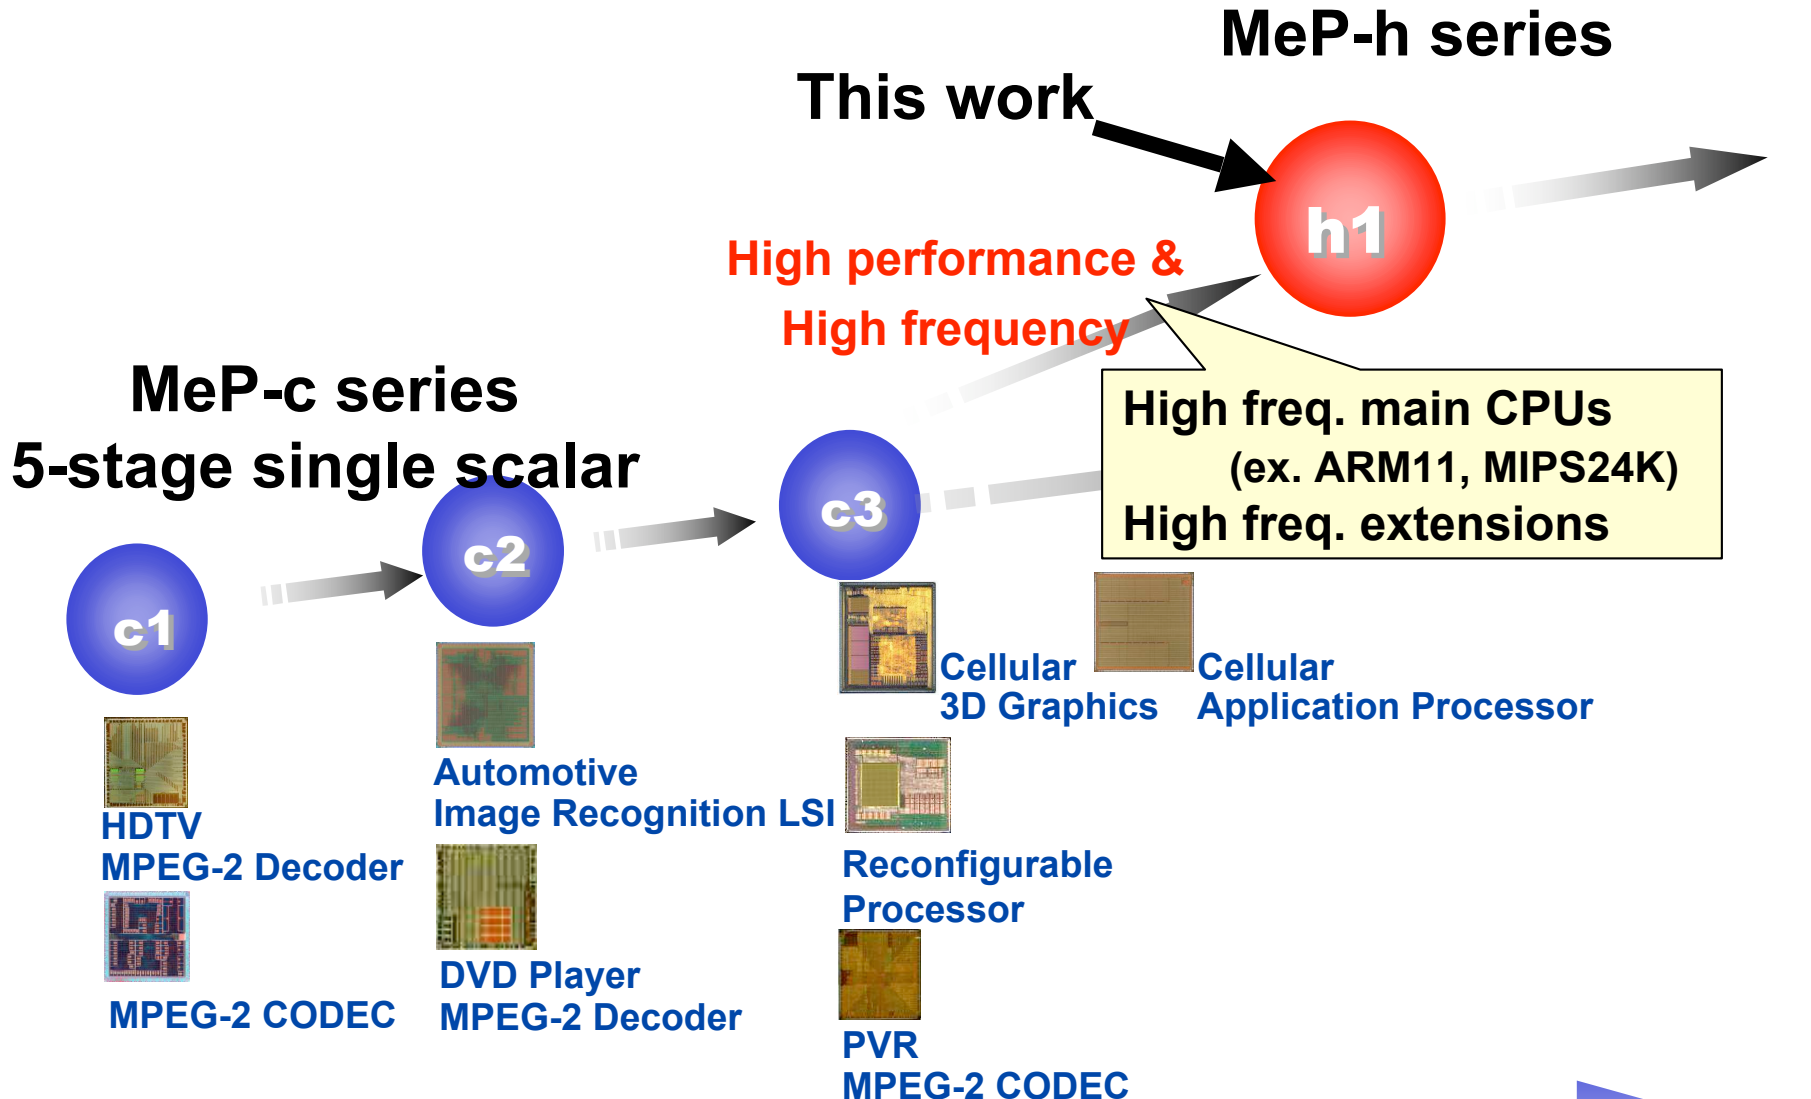 MeP-h series
This work
h1
High performance &
High frequency
MeP-c series
5-stage single scalar
High freq. main CPUs
(ex. ARM11, MIPS24K)
High freq. extensions
c3
c2
c1
Cellular
3D Graphics
Cellular
Application Processor
Automotive
Image Recognition LSI
HDTV
MPEG-2 Decoder
Reconfigurable
Processor
DVD Player
MPEG-2 Decoder
MPEG-2 CODEC
PVR
MPEG-2 CODEC